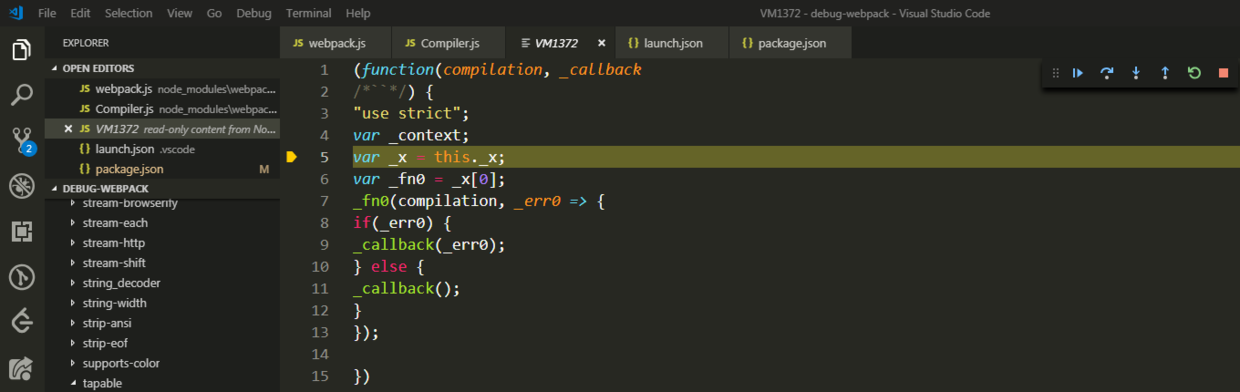 File Edit Selection View Go Debug Terminal Help VM1372 - debug-webpack - Visual Studio Code
EXPLORER
JS webpack.js
JS Compiler.js
VM1372 ×
{} launch.json
{} package.json
OPEN EDITORS
JS webpack.js node_modules\webpac...
JS Compiler.js node_modules\webpac...
× JS VM1372 read-only content from No...
{} launch.json .vscode
{} package.json M
2
DEBUG-WEBPACK
stream-browserify
stream-each
stream-http
stream-shift
string_decoder
string-width
strip-ansi
strip-eof
supports-color
tapable
1 (function(compilation, _callback
2 /*``*/) {
3 "use strict";
4 var _context;
5 var _x = this._x;
6 var _fn0 = _x[0];
7 _fn0(compilation, _err0 => {
8 if(_err0) {
9 _callback(_err0);
10 } else {
11 _callback();
12 }
13 });
14
15 })